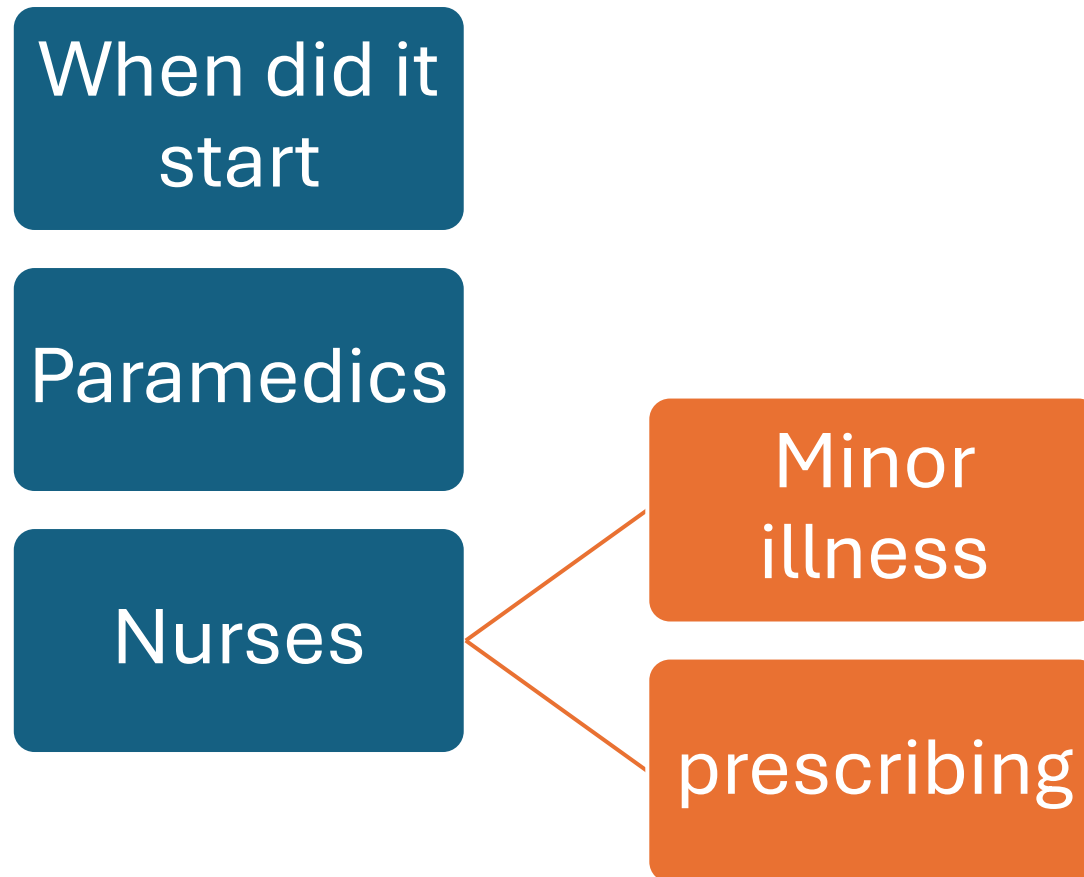 When did it
start
Paramedics
Nurses
Minor
illness
prescribing